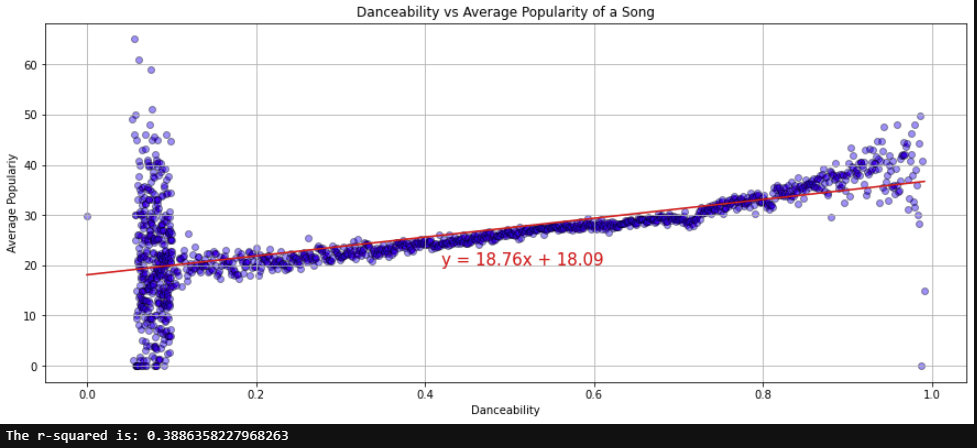 Danceability vs Average Popularity of a Song
Average Populariy
60
50
40
30
20
10
0
y = 18.76x + 18.09
0.0 0.2 0.4 0.6 0.8 1.0
Danceability
The r-squared is: 0.3886358227968263